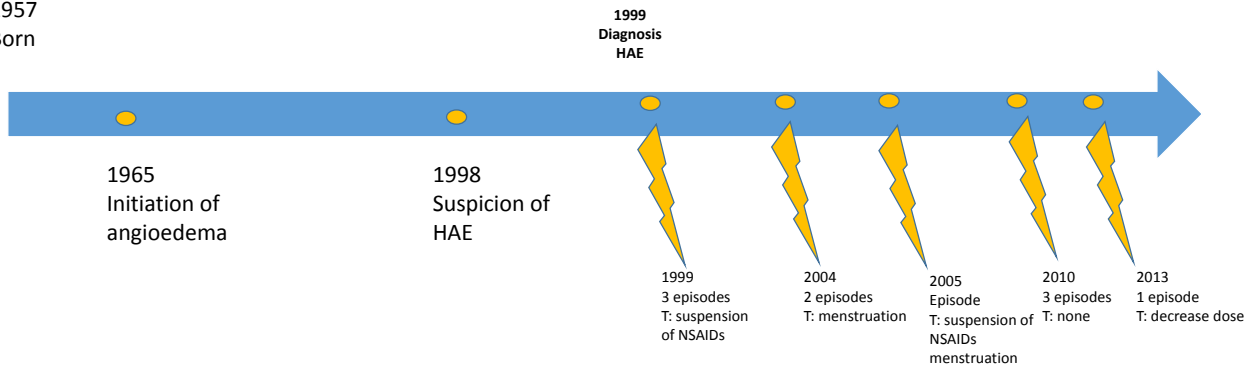 957
Born
1999
Diagnosis
HAE
1965
Initiation of
angioedema
1998
Suspicion of
HAE
1999
3 episodes
T: suspension
of NSAIDs
2004
2 episodes
T: menstruation
2005
Episode
T: suspension of
NSAIDs
menstruation
2010
3 episodes
T: none
2013
1 episode
T: decrease dose